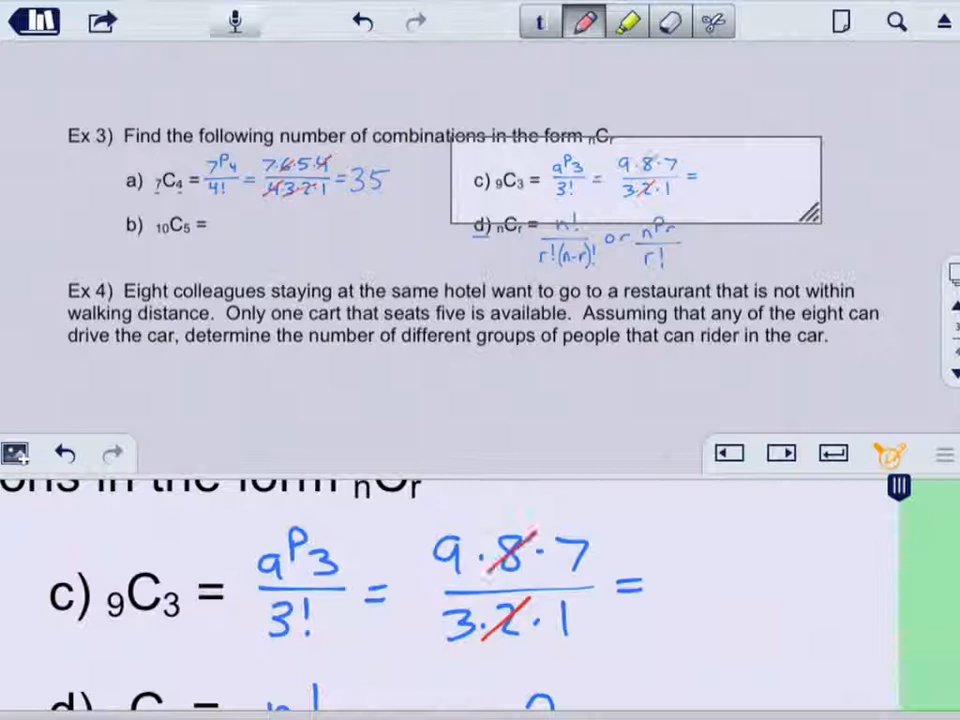 t
Ex 3) Find the following number of combinations in the form nCr
a) 7C4 = 7P4/4! = 7·6·5·4/4·3·2·1 = 35
c) 9C3 = 9P3/3! = 9·8·7/3·2·1 =
b) 10C5 =
d) nCr = n!/r!(n-r)! or nPr/r!
Ex 4) Eight colleagues staying at the same hotel want to go to a restaurant that is not within
walking distance. Only one cart that seats five is available. Assuming that any of the eight can
drive the car, determine the number of different groups of people that can rider in the car.
ons in the form nCr
c) 9C3 = 9P3/3! = 9·8·7/3·2·1 =